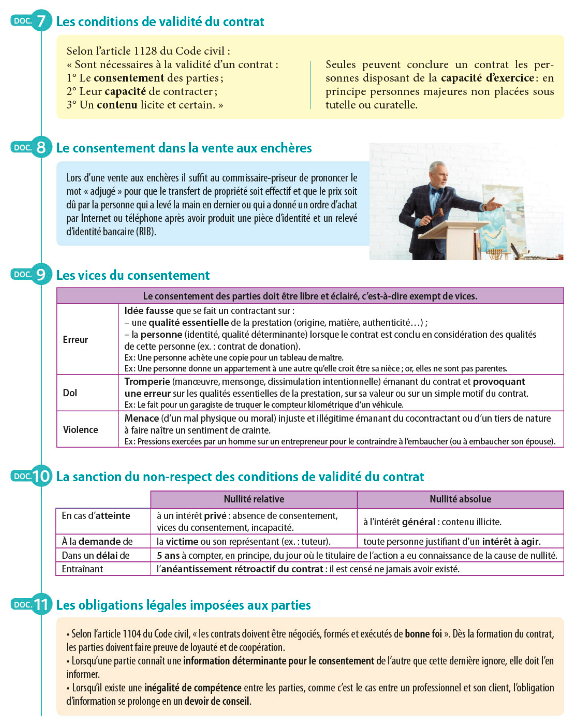 DOC. 7 Les conditions de validité du contrat
Selon l'article 1128 du Code civil :
« Sont nécessaires à la validité d'un contrat :
1° Le consentement des parties ;
2° Leur capacité de contracter ;
3° Un contenu licite et certain. »
Seules peuvent conclure un contrat les per-
sonnes disposant de la capacité d'exercice : en
principe personnes majeures non placées sous
tutelle ou curatelle.
DOC. 8 Le consentement dans la vente aux enchères
Lors d'une vente aux enchères il suffit au commissaire-priseur de prononcer le
mot « adjugé » pour que le transfert de propriété soit effectif et que le prix soit
dû par la personne qui a levé la main en dernier ou qui a donné un ordre d'achat
par Internet ou téléphone après avoir produit une pièce d'identité et un relevé
d'identité bancaire (RIB).
DOC. 9 Les vices du consentement
Le consentement des parties doit être libre et éclairé, c'est-à-dire exempt de vices.
Erreur
Idée fausse que se fait un contractant sur :
– une qualité essentielle de la prestation (origine, matière, authenticité…) ;
– la personne (identité, qualité déterminante) lorsque le contrat est conclu en considération des qualités
de cette personne (ex. : contrat de donation).
Ex : Une personne achète une copie pour un tableau de maître.
Ex : Une personne donne un appartement à une autre qu'elle croit être sa nièce ; or, elles ne sont pas parentes.
Dol
Tromperie (manœuvre, mensonge, dissimulation intentionnelle) émanant du contrat et provoquant
une erreur sur les qualités essentielles de la prestation, sur sa valeur ou sur un simple motif du contrat.
Ex : Le fait pour un garagiste de truquer le compteur kilométrique d'un véhicule.
Violence
Menace (d'un mal physique ou moral) injuste et illégitime émanant du cocontractant ou d'un tiers de nature
à faire naître un sentiment de crainte.
Ex : Pressions exercées par un homme sur un entrepreneur pour le contraindre à l'embaucher (ou à embaucher son épouse).
DOC. 10 La sanction du non-respect des conditions de validité du contrat
Nullité relative
Nullité absolue
En cas d'atteinte
à un intérêt privé : absence de consentement,
vices du consentement, incapacité.
à l'intérêt général : contenu illicite.
À la demande de
la victime ou son représentant (ex. : tuteur).
toute personne justifiant d'un intérêt à agir.
Dans un délai de
5 ans à compter, en principe, du jour où le titulaire de l'action a eu connaissance de la cause de nullité.
Entraînant
l'anéantissement rétroactif du contrat : il est censé ne jamais avoir existé.
DOC. 11 Les obligations légales imposées aux parties
• Selon l'article 1104 du Code civil, « les contrats doivent être négociés, formés et exécutés de bonne foi ». Dès la formation du contrat,
les parties doivent faire preuve de loyauté et de coopération.
• Lorsqu'une partie connaît une information déterminante pour le consentement de l'autre que cette dernière ignore, elle doit l'en
informer.
• Lorsqu'il existe une inégalité de compétence entre les parties, comme c'est le cas entre un professionnel et son client, l'obligation
d'information se prolonge en un devoir de conseil.